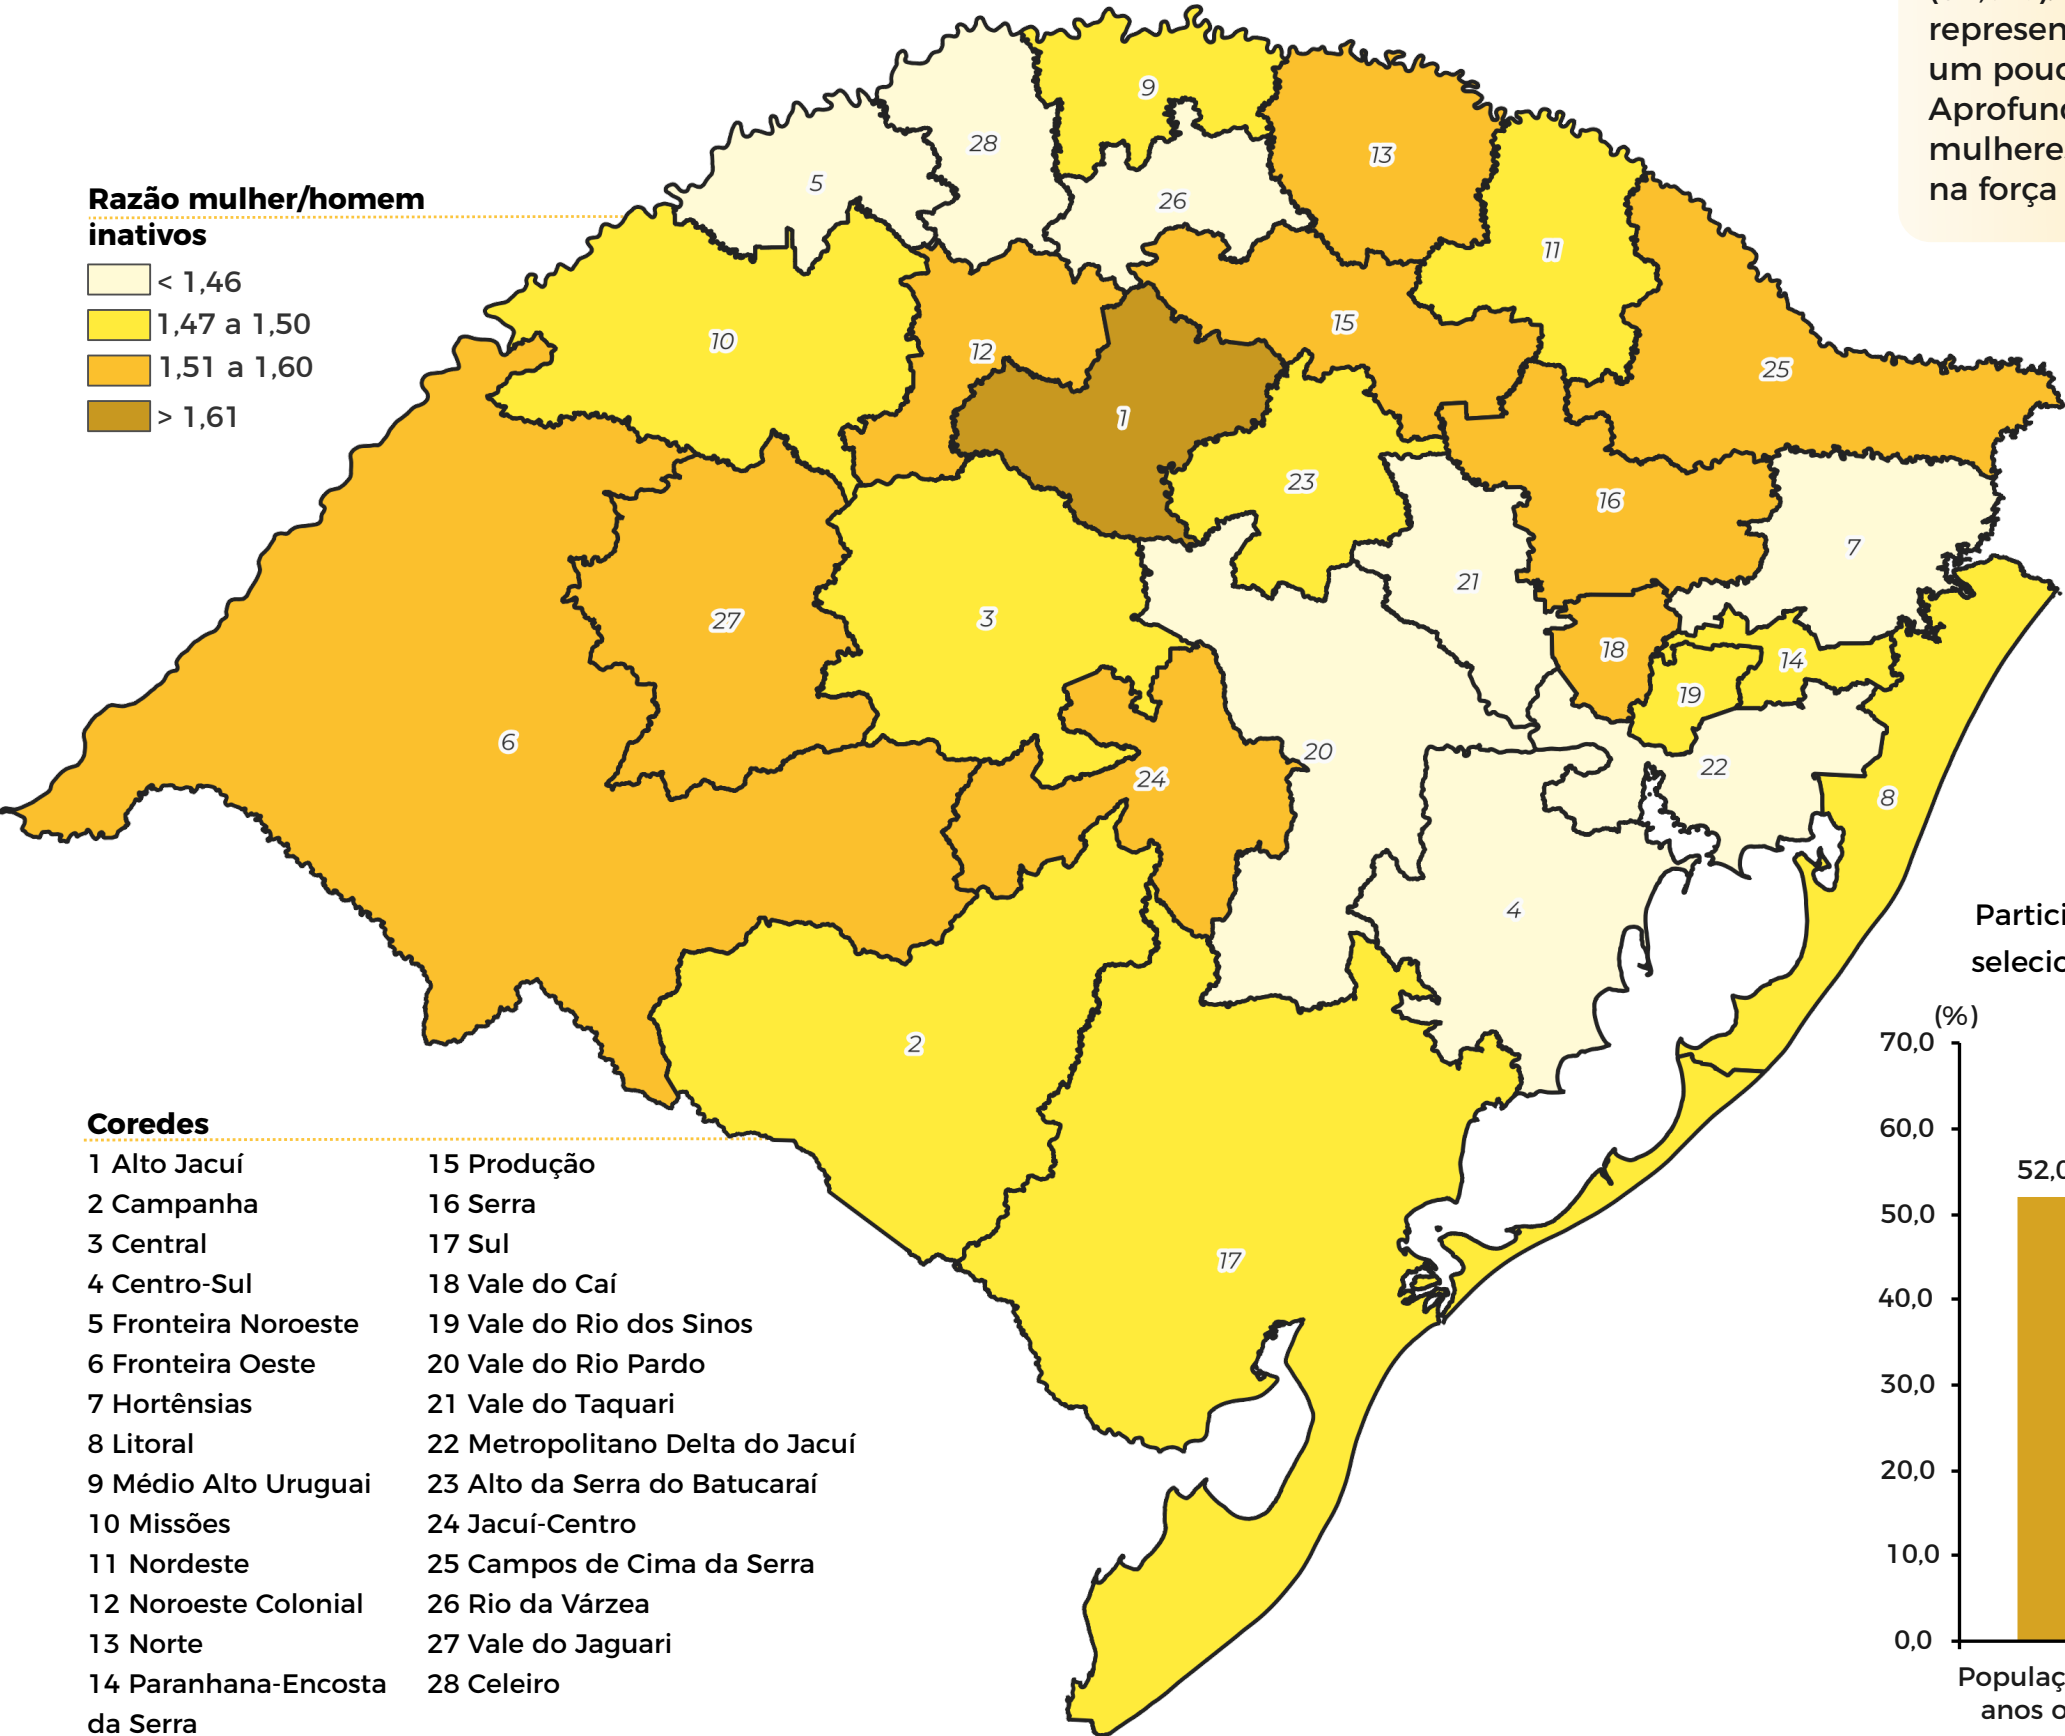 represen
um pouc
Aprofund
mulheres
na força
Razão mulher/homem
inativos
< 1,46
1,47 a 1,50
1,51 a 1,60
> 1,61
9
28
13
5
26
11
10
15
12
25
1
23
16
7
21
27
3
18
14
19
6
20
22
24
8
4
2
17
Coredes
1 Alto Jacuí
2 Campanha
3 Central
4 Centro-Sul
5 Fronteira Noroeste
6 Fronteira Oeste
7 Hortênsias
8 Litoral
9 Médio Alto Uruguai
10 Missões
11 Nordeste
12 Noroeste Colonial
13 Norte
14 Paranhana-Encosta
da Serra
15 Produção
16 Serra
17 Sul
18 Vale do Caí
19 Vale do Rio dos Sinos
20 Vale do Rio Pardo
21 Vale do Taquari
22 Metropolitano Delta do Jacuí
23 Alto da Serra do Batucaraí
24 Jacuí-Centro
25 Campos de Cima da Serra
26 Rio da Várzea
27 Vale do Jaguari
28 Celeiro
Partici
selecio
(%)
70,0
60,0
50,0
40,0
30,0
20,0
10,0
0,0
52,0
Populaç
anos o